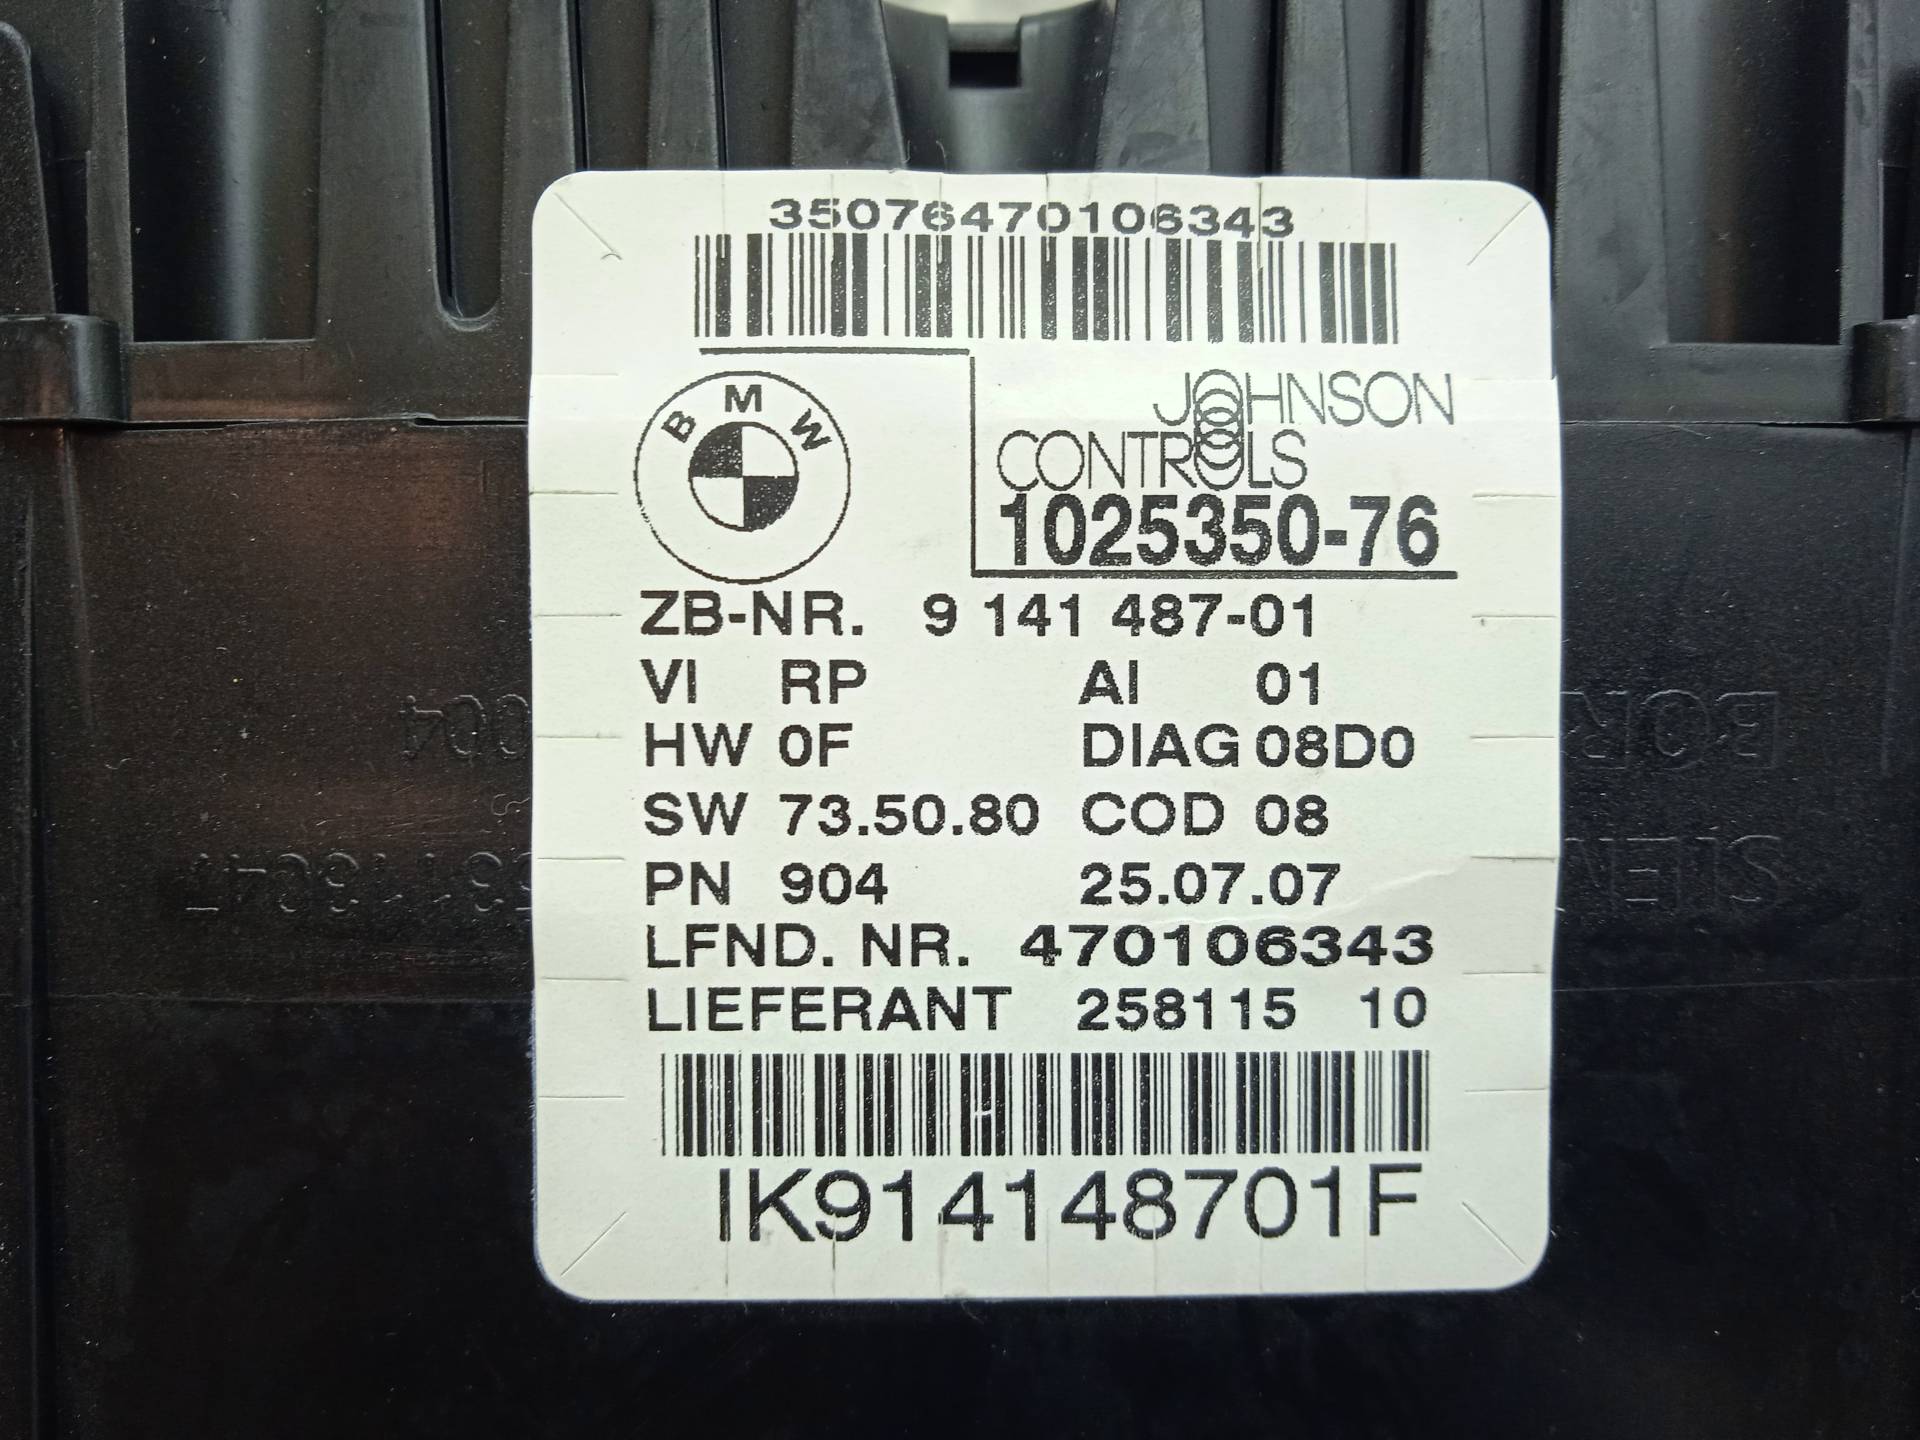 35076470106343
BMW
JOHNSON
CONTROLS
1025350-76
ZB-NR. 9 141 487-01
VI RP AI 01
HW 0F DIAG 08D0
SW 73.50.80 COD 08
PN 904 25.07.07
LFND. NR. 470106343
LIEFERANT 258115 10
IK914148701F